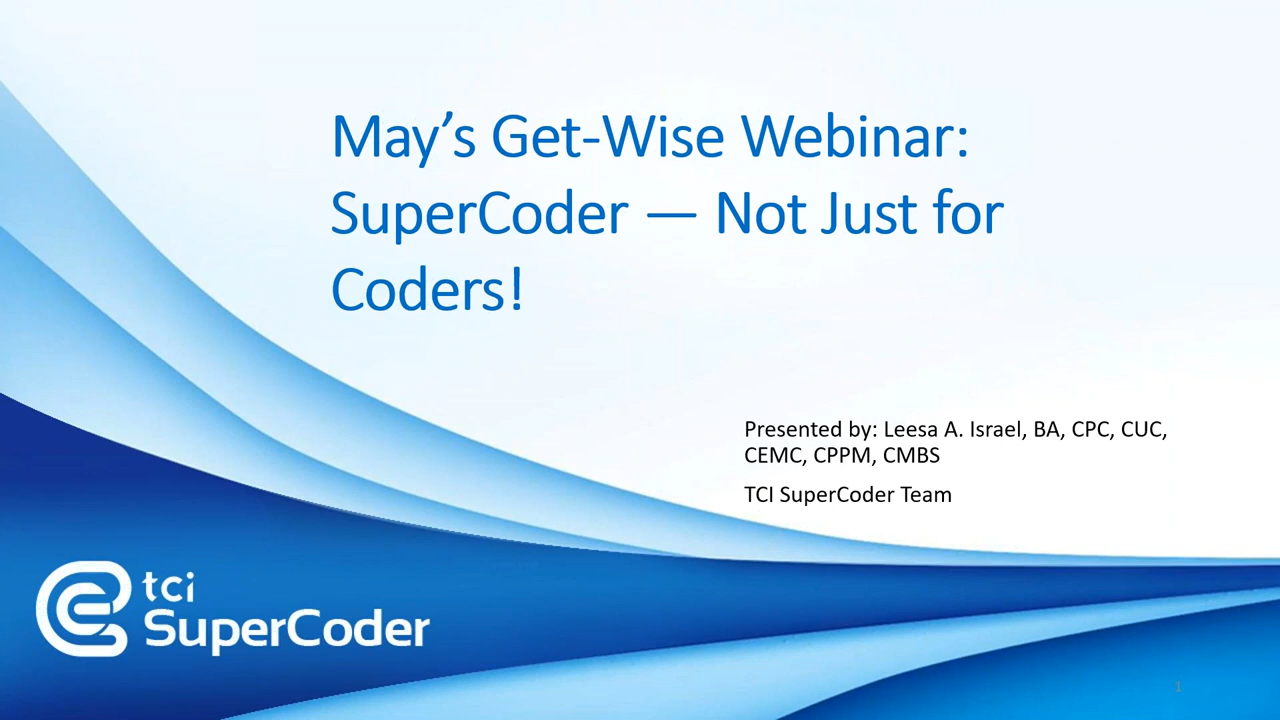 May’s Get-Wise Webinar:
SuperCoder — Not Just for
Coders!
Presented by: Leesa A. Israel, BA, CPC, CUC,
CEMC, CPPM, CMBS
TCI SuperCoder Team
tci
SuperCoder
1